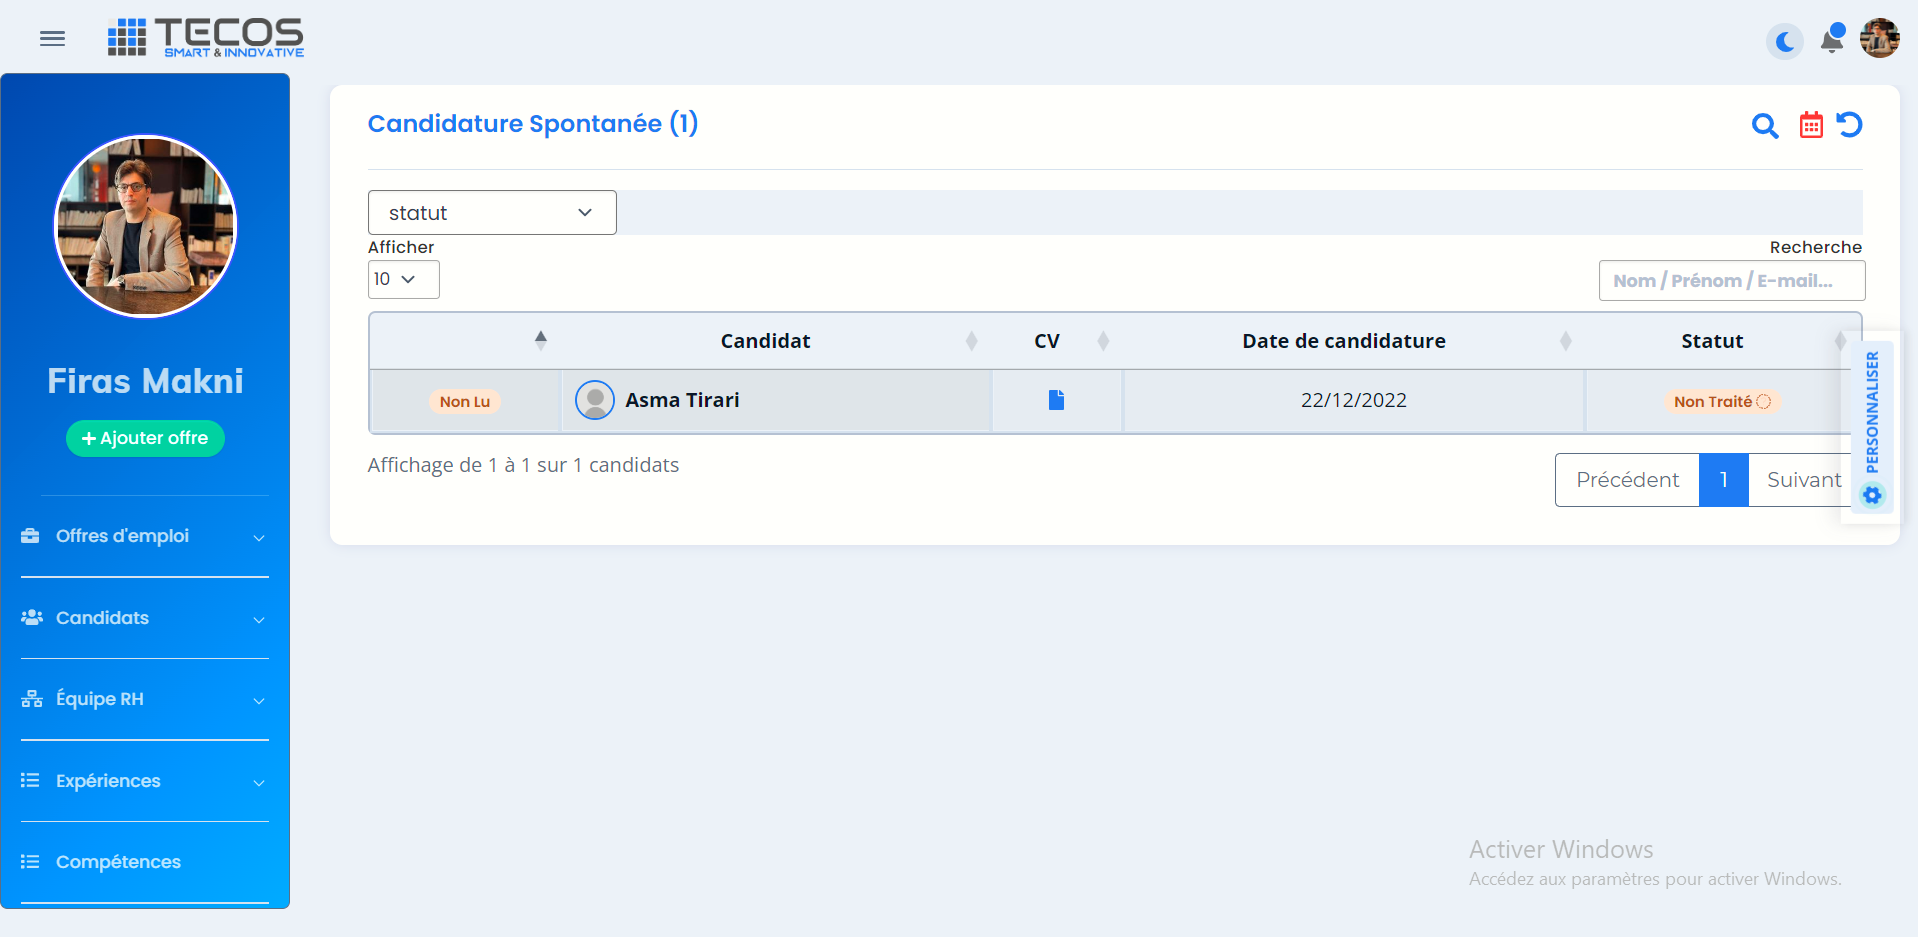 TECOS
SMART & INNOVATIVE
Firas Makni
Ajouter offre
Offres d'emploi
Candidats
Équipe RH
Expériences
Compétences
Candidature Spontanée (1)
statut
Afficher
Recherche
10
Nom / Prénom / E-mail...
Candidat CV Date de candidature Statut
Non Lu Asma Tirari 22/12/2022 Non Traité
Affichage de 1 à 1 sur 1 candidats
Précédent 1 Suivant
PERSONNALISER
Activer Windows
Accédez aux paramètres pour activer Windows.